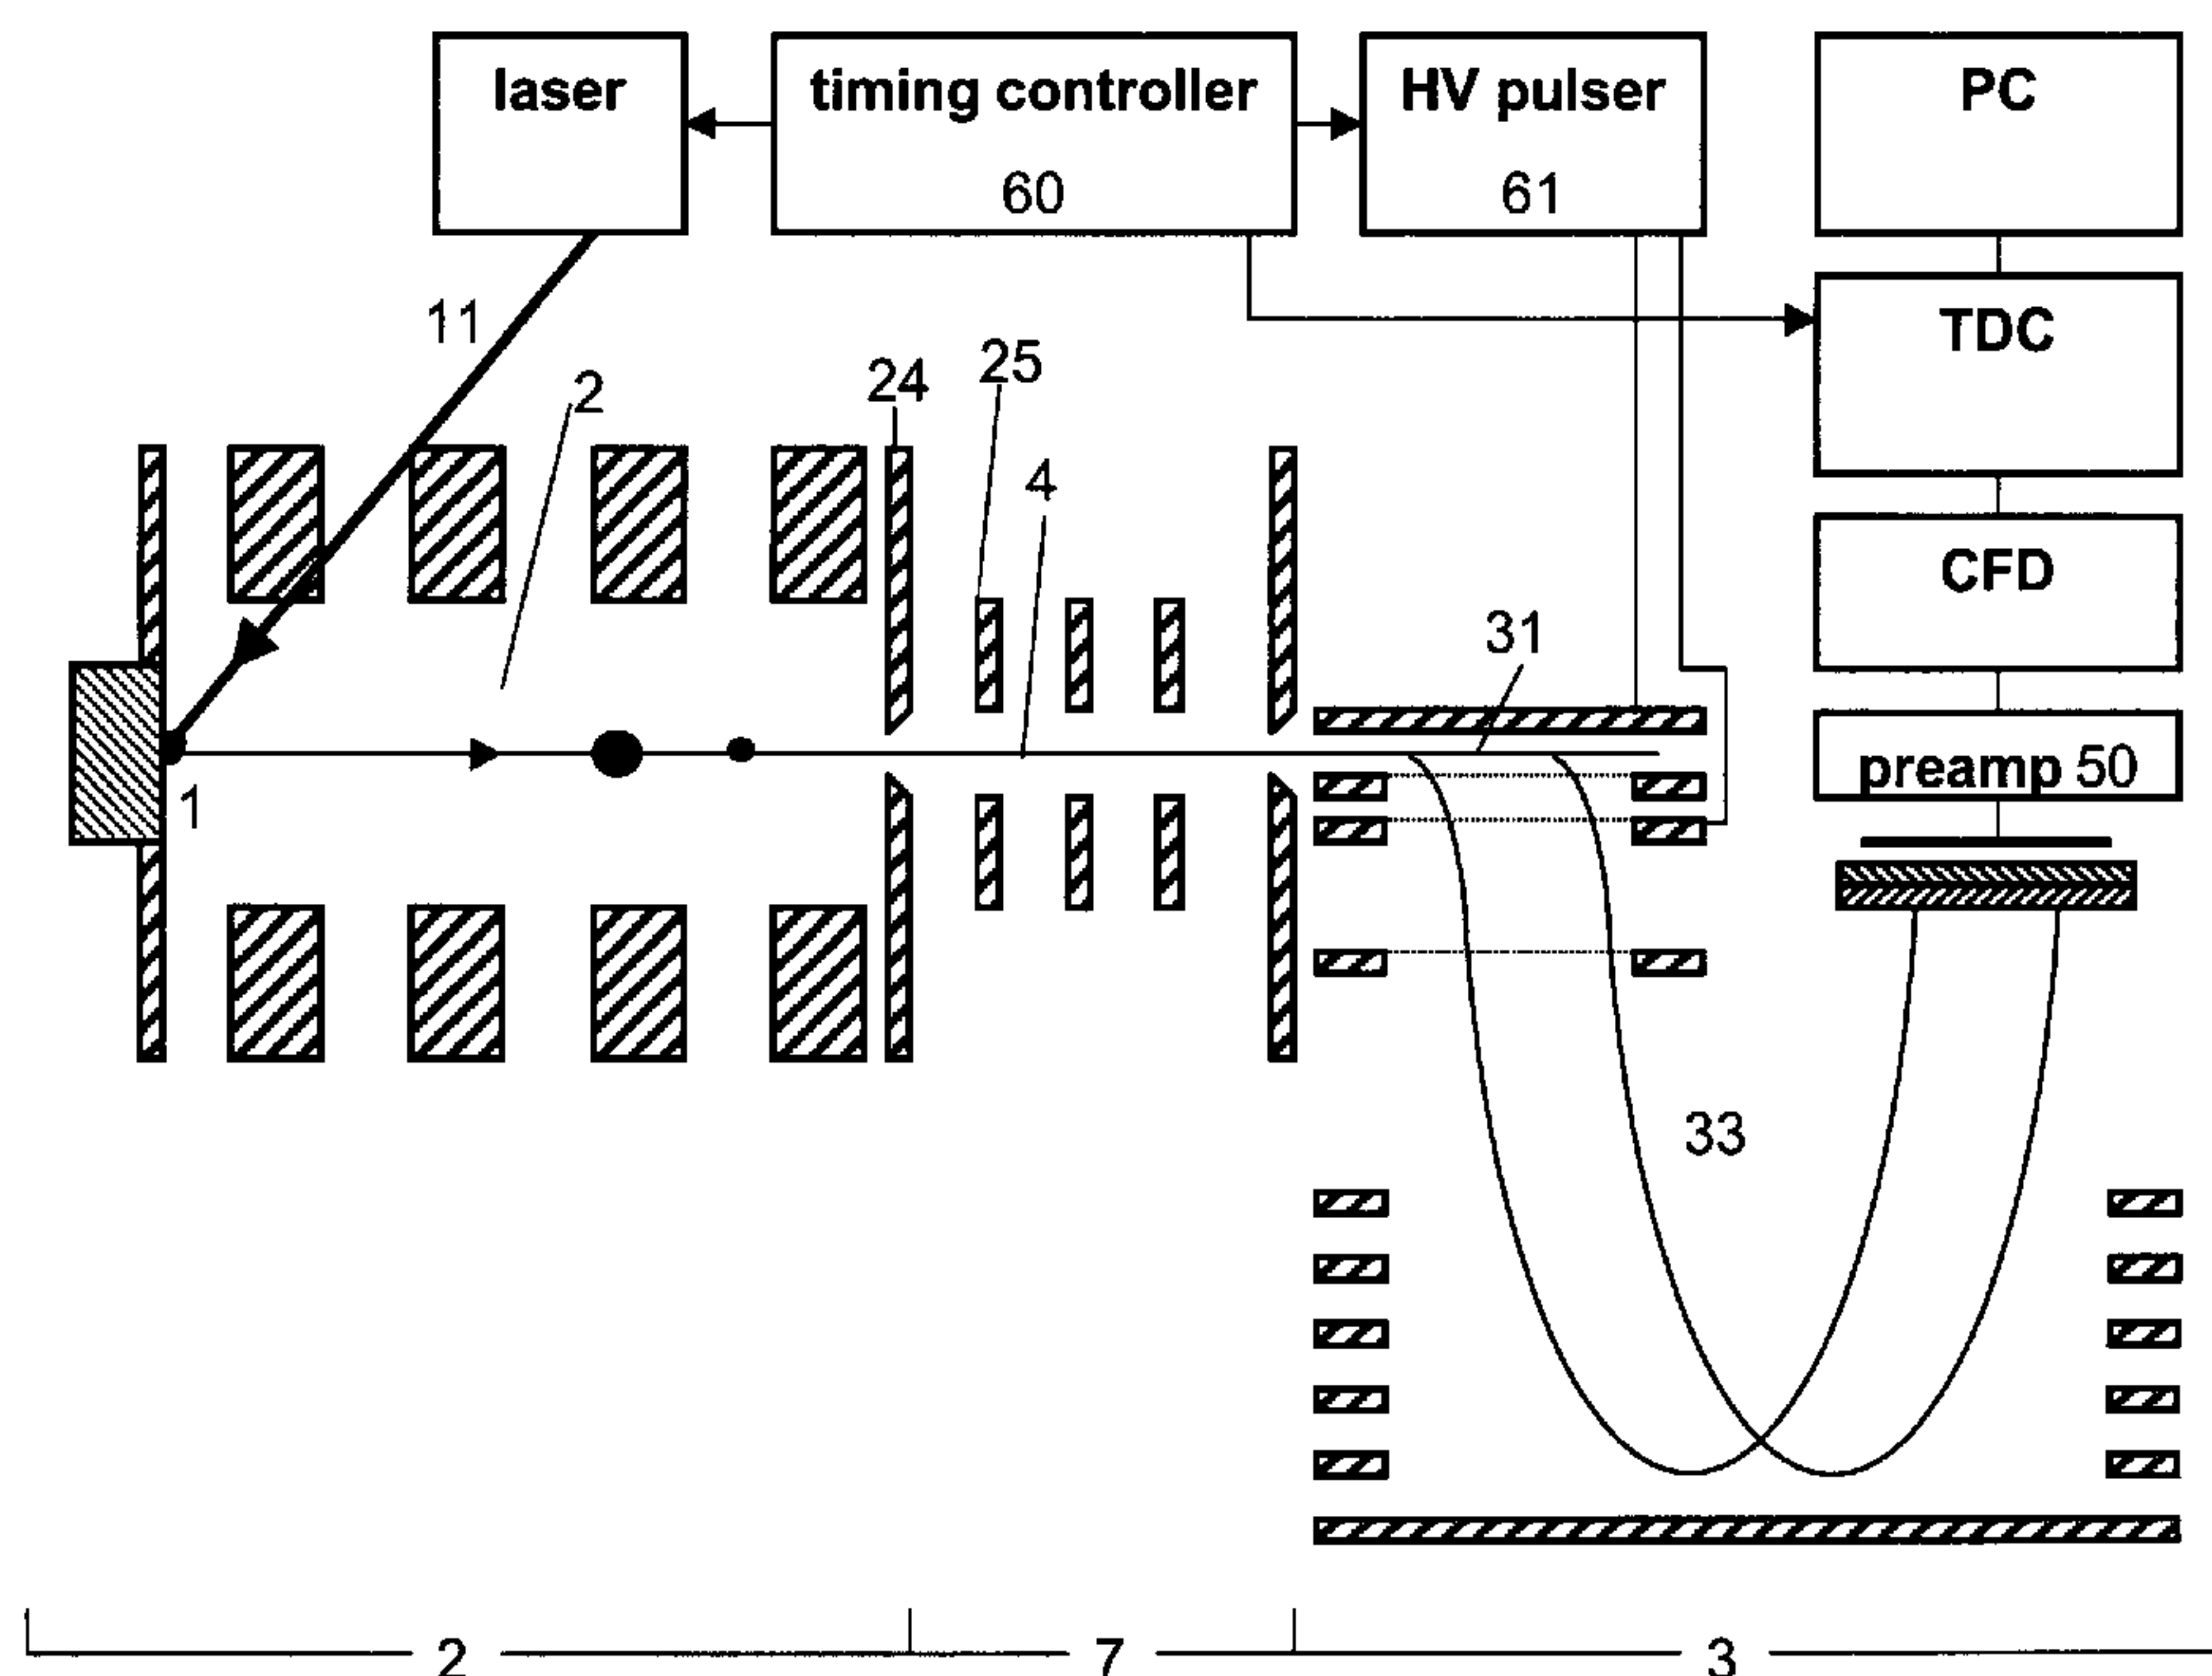 laser
timing controller
60
HV pulser
61
PC
TDC
CFD
preamp 50
11
2
24
25
4
31
1
33
2
7
3